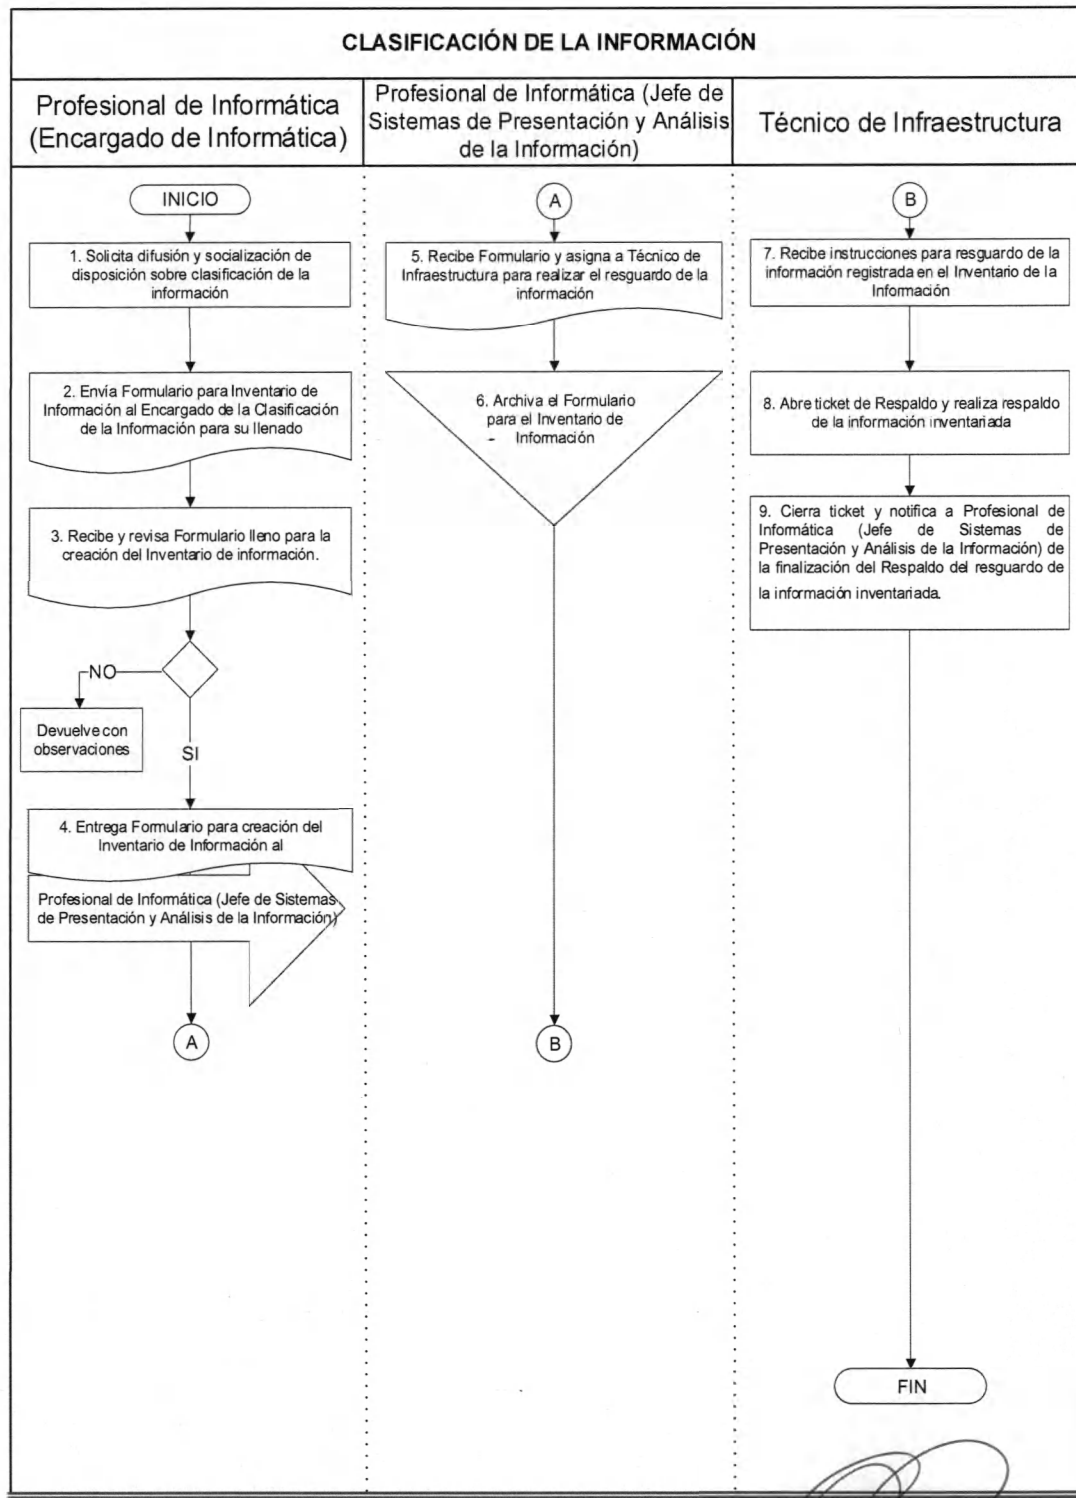 CLASIFICACIÓN DE LA INFORMACIÓN
Profesional de Informática
(Encargado de Informática)
Profesional de Informática (Jefe de
Sistemas de Presentación y Análisis
de la Información)
Técnico de Infraestructura
INICIO
1. Solicita difusión y socialización de
disposición sobre clasificación de la
información
2. Envía Formulario para Inventario de
Información al Encargado de la Clasificación
de la Información para su llenado
3. Recibe y revisa Formulario lleno para la
creación del Inventario de información.
NO
Devuelve con
observaciones
SI
4. Entrega Formulario para creación del
Inventario de Información al
Profesional de Informática (Jefe de Sistemas
de Presentación y Análisis de la Información)
A
A
5. Recibe Formulario y asigna a Técnico de
Infraestructura para realizar el resguardo de la
información
6. Archiva el Formulario
para el Inventario de
Información
B
B
7. Recibe instrucciones para resguardo de la
información registrada en el Inventario de la
Información
8. Abre ticket de Respaldo y realiza respaldo
de la información inventariada
9. Cierra ticket y notifica a Profesional de
Informática (Jefe de Sistemas de
Presentación y Análisis de la Información) de
la finalización del Respaldo del resguardo de
la información inventariada.
FIN